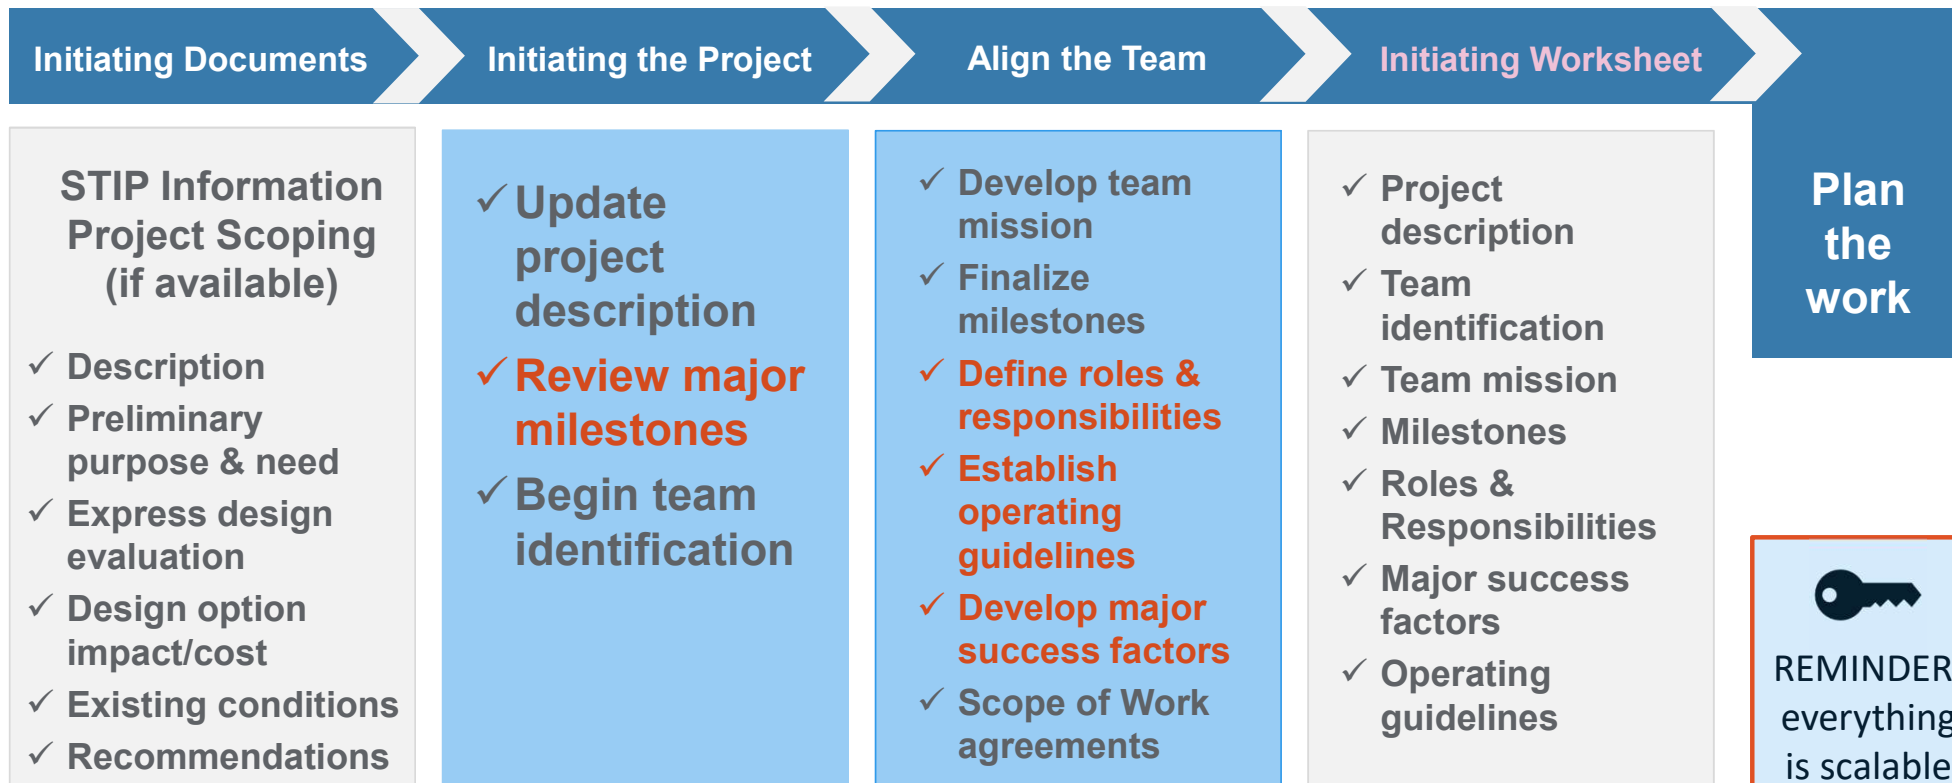 Initiating Documents
Initiating the Project
Align the Team
Initiating Worksheet
STIP Information
Project Scoping
(if available)
✓ Description
✓ Preliminary
purpose & need
✓ Express design
evaluation
✓ Design option
impact/cost
✓ Existing conditions
✓ Recommendations
✓ Update
project
description
✓ Review major
milestones
✓ Begin team
identification
✓ Develop team
mission
✓ Finalize
milestones
✓ Define roles &
responsibilities
✓ Establish
operating
guidelines
✓ Develop major
success factors
✓ Scope of Work
agreements
✓ Project
description
✓ Team
identification
✓ Team mission
✓ Milestones
✓ Roles &
Responsibilities
✓ Major success
factors
✓ Operating
guidelines
Plan
the
work
REMINDER
everything
is scalable